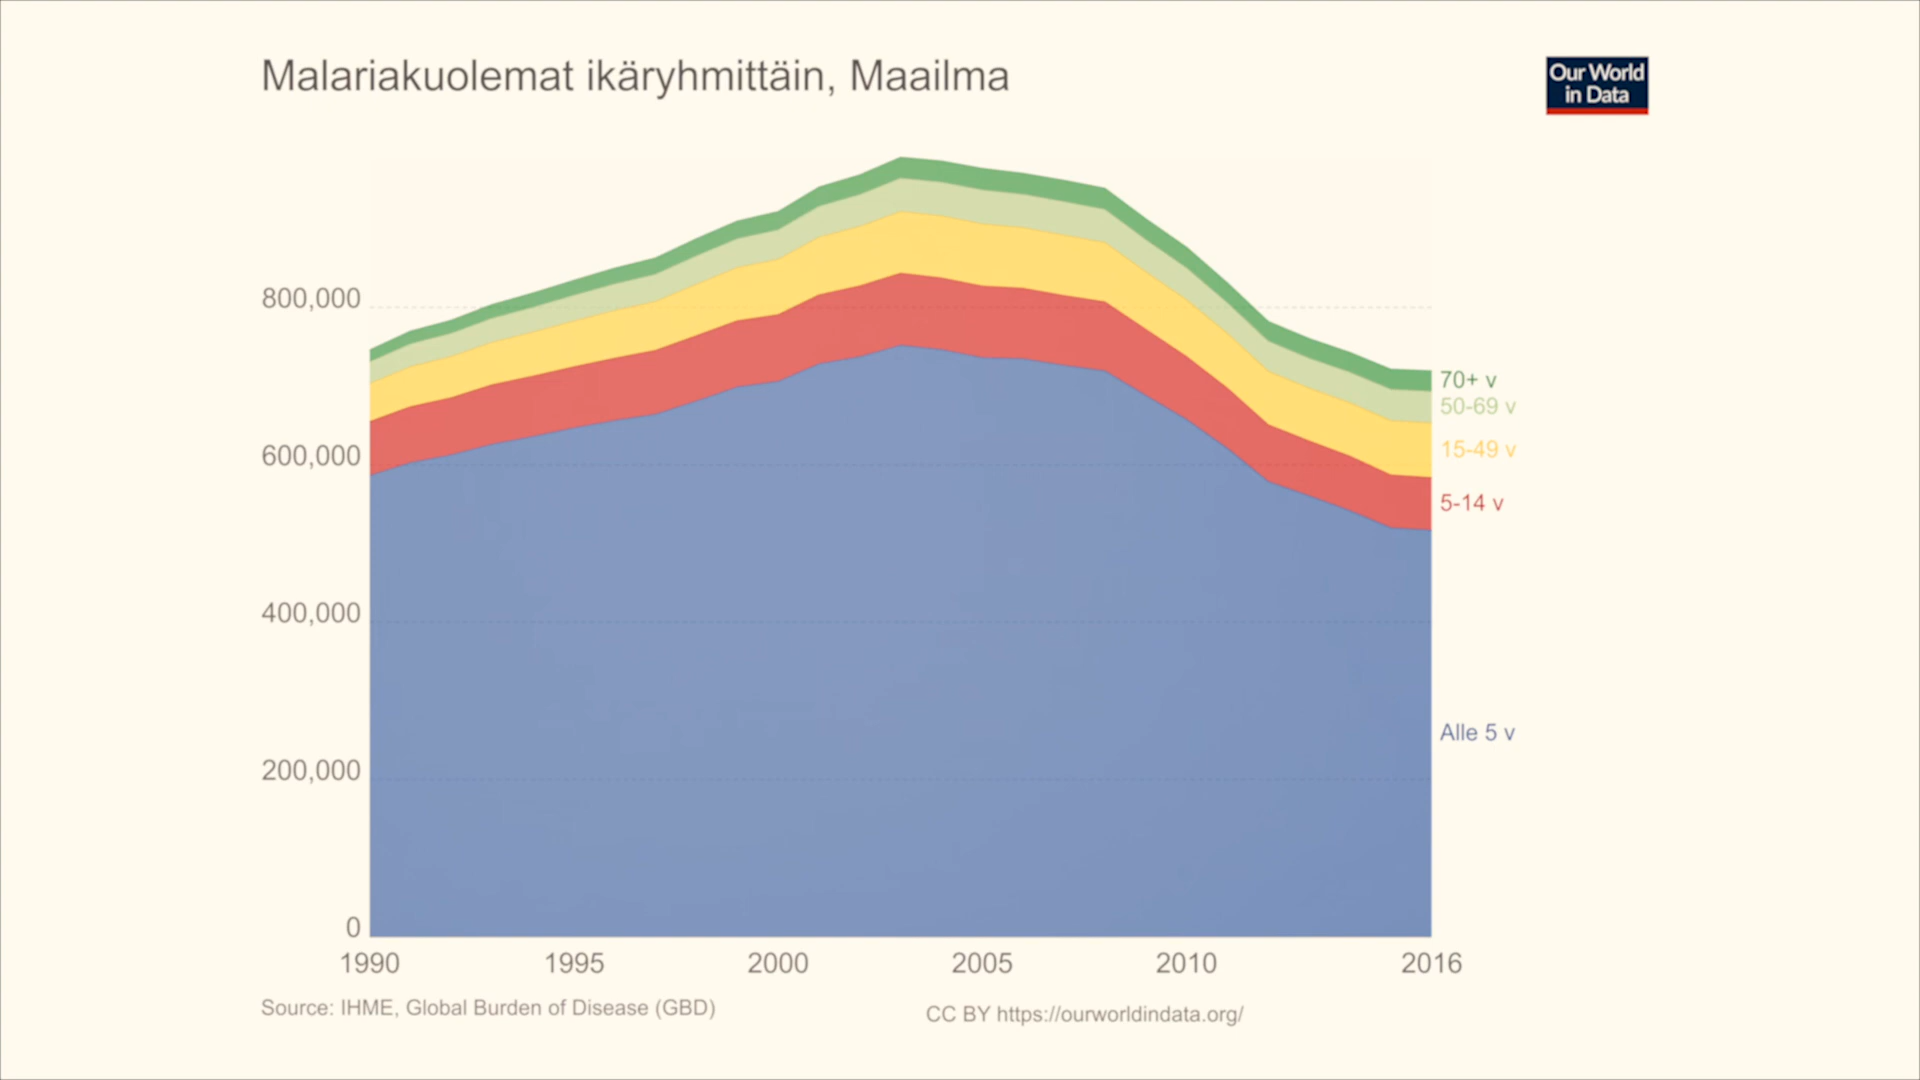 Malariakuolemat ikäryhmittäin, Maailma
Our World
in Data
800,000
600,000
400,000
200,000
0
70+ v
50-69 v
15-49 v
5-14 v
Alle 5 v
1990 1995 2000 2005 2010 2016
Source: IHME, Global Burden of Disease (GBD)
CC BY https://ourworldindata.org/